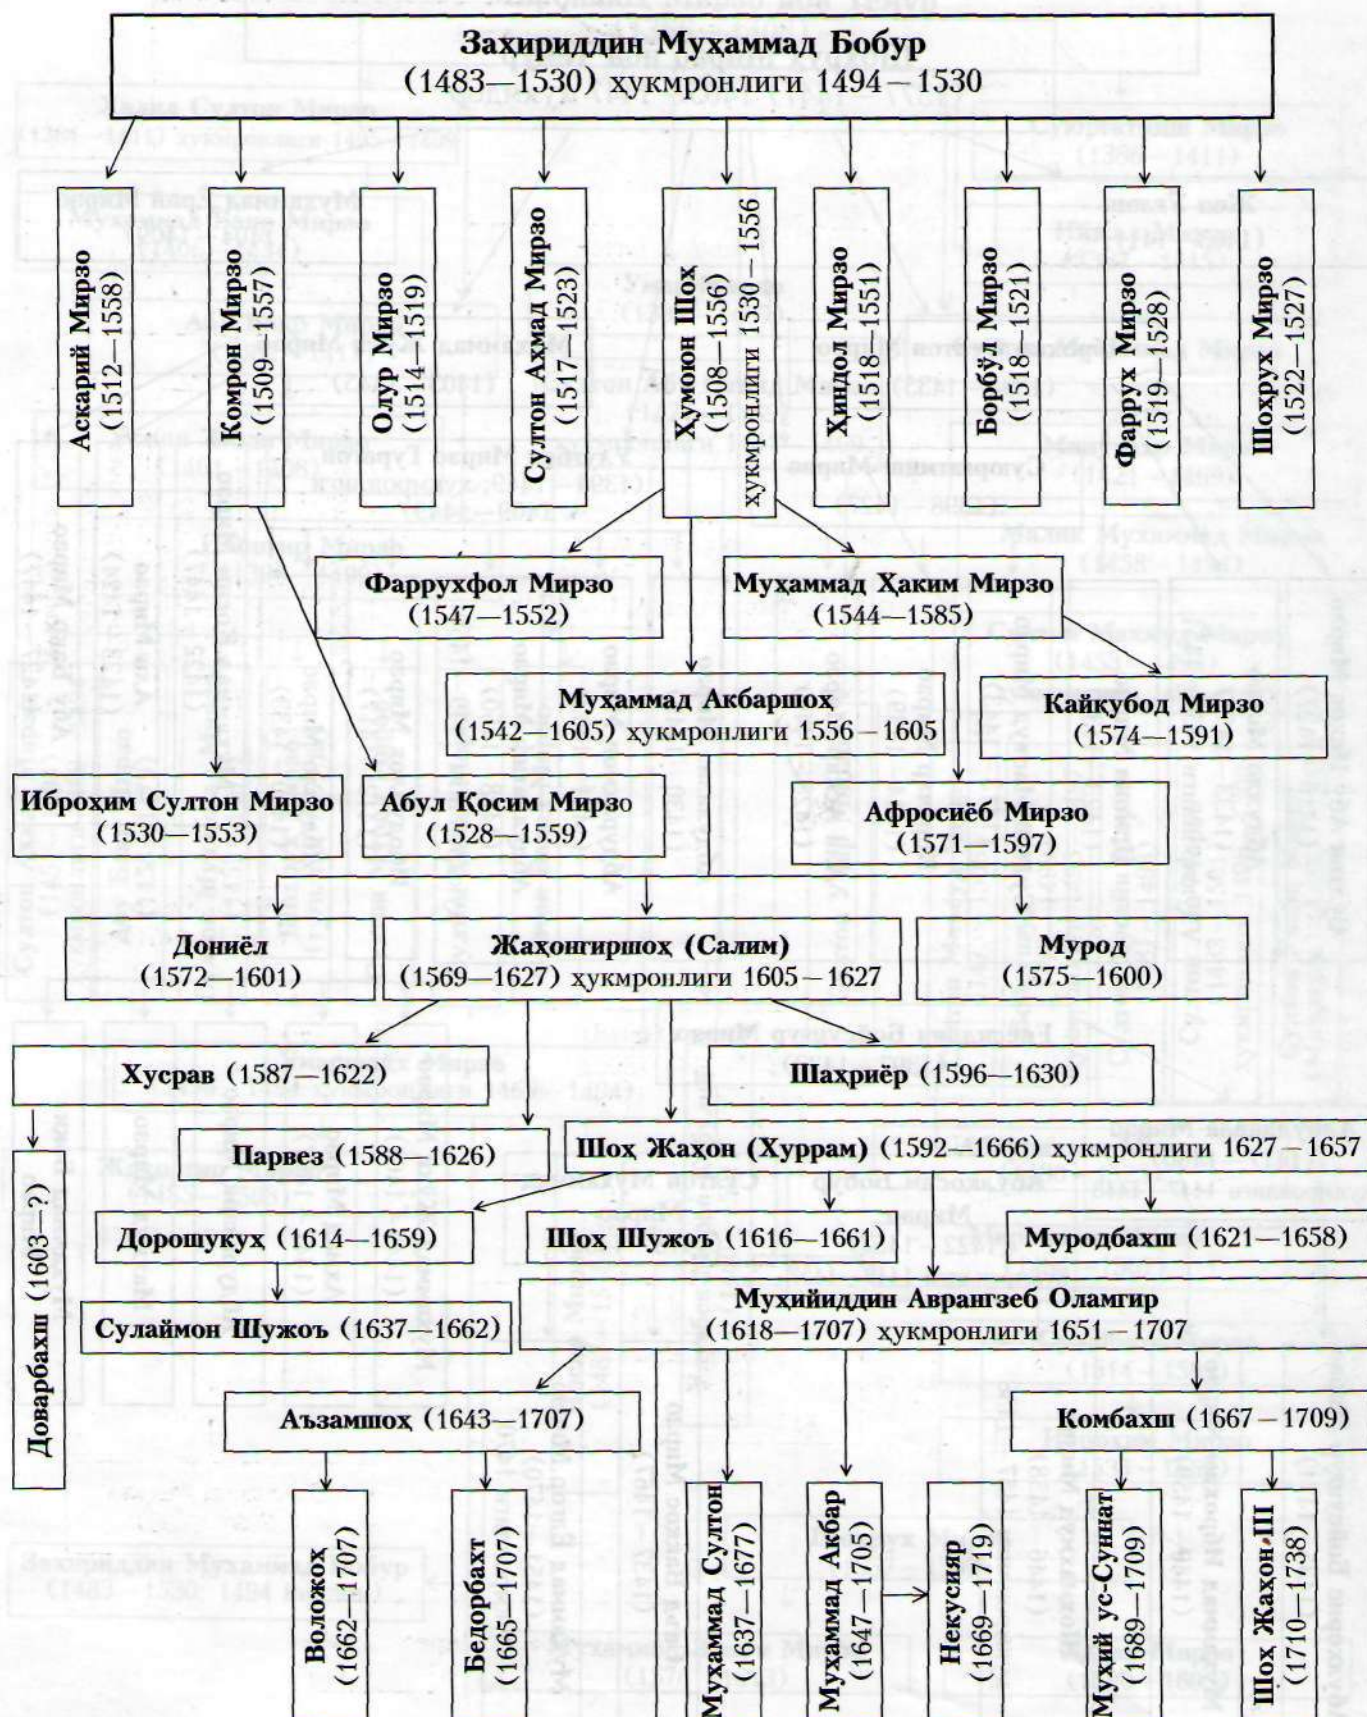 Заҳириддин Муҳаммад Бобур
(1483—1530) ҳукмронлиги 1494—1530
Аскарий Мирзо
(1512—1558)
Комрон Мирзо
(1509—1557)
Олур Мирзо
(1514—1519)
Султон Аҳмад Мирзо
(1517—1523)
Ҳумоюн Шоҳ
(1508—1556)
ҳукмронлиги 1530—1556
Ҳиндол Мирзо
(1518—1551)
Борбўл Мирзо
(1518—1521)
Фаррух Мирзо
(1519—1528)
Шоҳрух Мирзо
(1522—1527)
Фаррухфол Мирзо
(1547—1552)
Муҳаммад Ҳаким Мирзо
(1544—1585)
Муҳаммад Акбаршоҳ
(1542—1605) ҳукмронлиги 1556—1605
Кайқубод Мирзо
(1574—1591)
Иброҳим Султон Мирзо
(1530—1553)
Абул Қосим Мирзо
(1528—1559)
Афросиёб Мирзо
(1571—1597)
Дониёл
(1572—1601)
Жаҳонгиршоҳ (Салим)
(1569—1627) ҳукмронлиги 1605—1627
Мурод
(1575—1600)
Хусрав (1587—1622)
Шаҳриёр (1596—1630)
Парвез (1588—1626)
Шоҳ Жаҳон (Хуррам) (1592—1666) ҳукмронлиги 1627—1657
Доварбахш (1603—?)
Дорошукуҳ (1614—1659)
Шоҳ Шужоъ (1616—1661)
Муродбахш (1621—1658)
Сулаймон Шужоъ (1637—1662)
Муҳийиддин Аврангзеб Оламгир
(1618—1707) ҳукмронлиги 1651—1707
Аъзамшоҳ (1643—1707)
Комбахш (1667—1709)
Воложоҳ
(1662—1707)
Бедорбахт
(1665—1707)
Муҳаммад Султон
(1637—1677)
Муҳаммад Акбар
(1647—1705)
Некусияр
(1669—1719)
Муҳий ус-Суннат
(1689—1709)
Шоҳ Жаҳон III
(1710—1738)